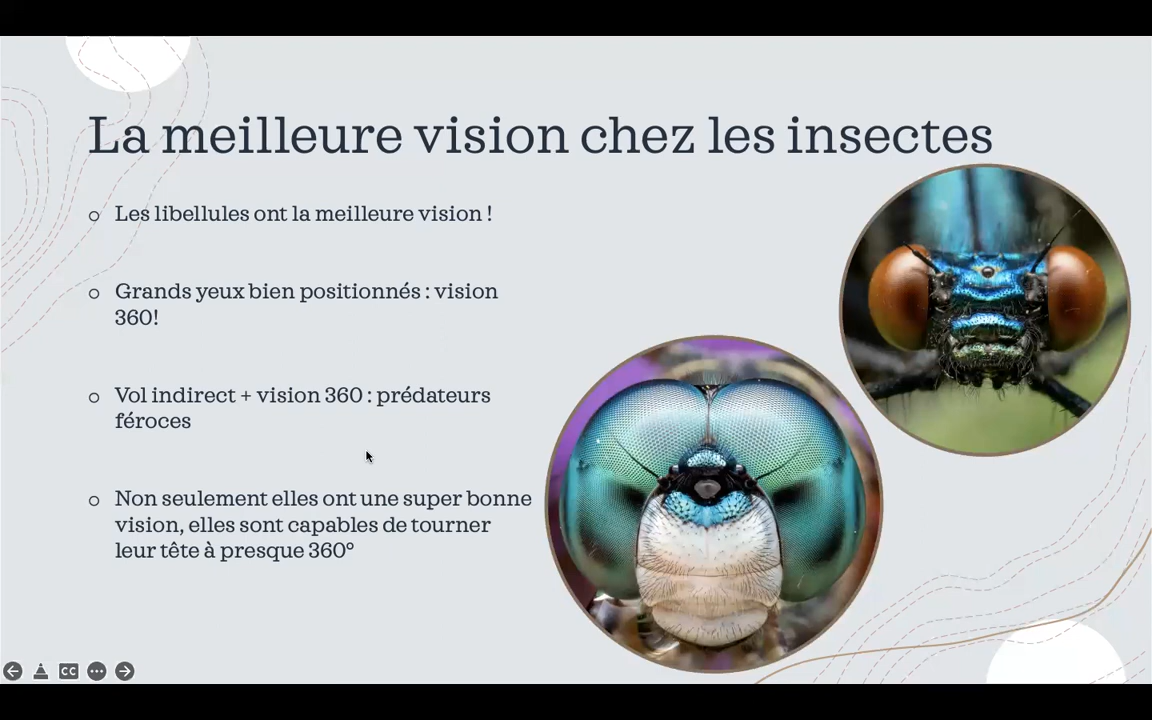 La meilleure vision chez les insectes
Les libellules ont la meilleure vision !
Grands yeux bien positionnés : vision
360!
Vol indirect + vision 360 : prédateurs
féroces
Non seulement elles ont une super bonne
vision, elles sont capables de tourner
leur tête à presque 360º
CC